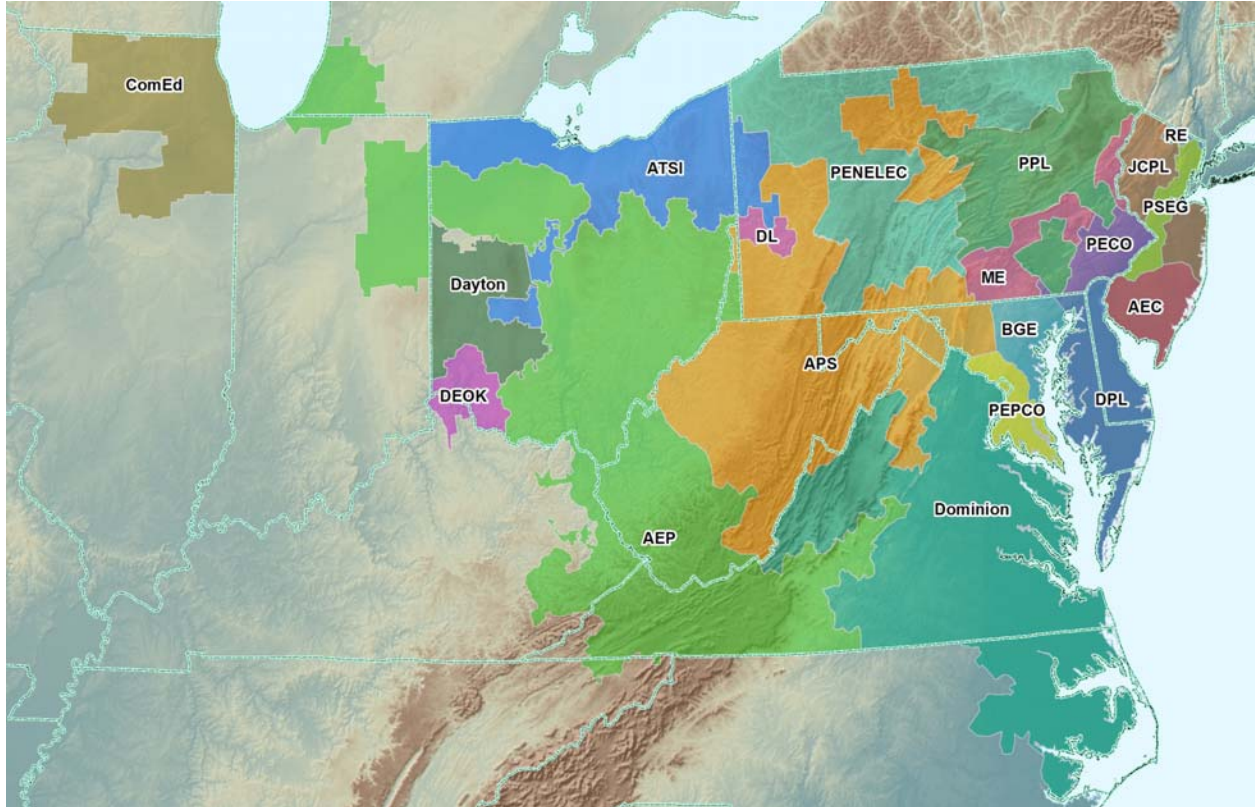 ComEd
RE
ATSI
PPL
JCPL
PENELEC
PSEG
DL
PECO
Dayton
ME
AEC
BGE
APS
DEOK
PEPCO
DPL
Dominion
AEP